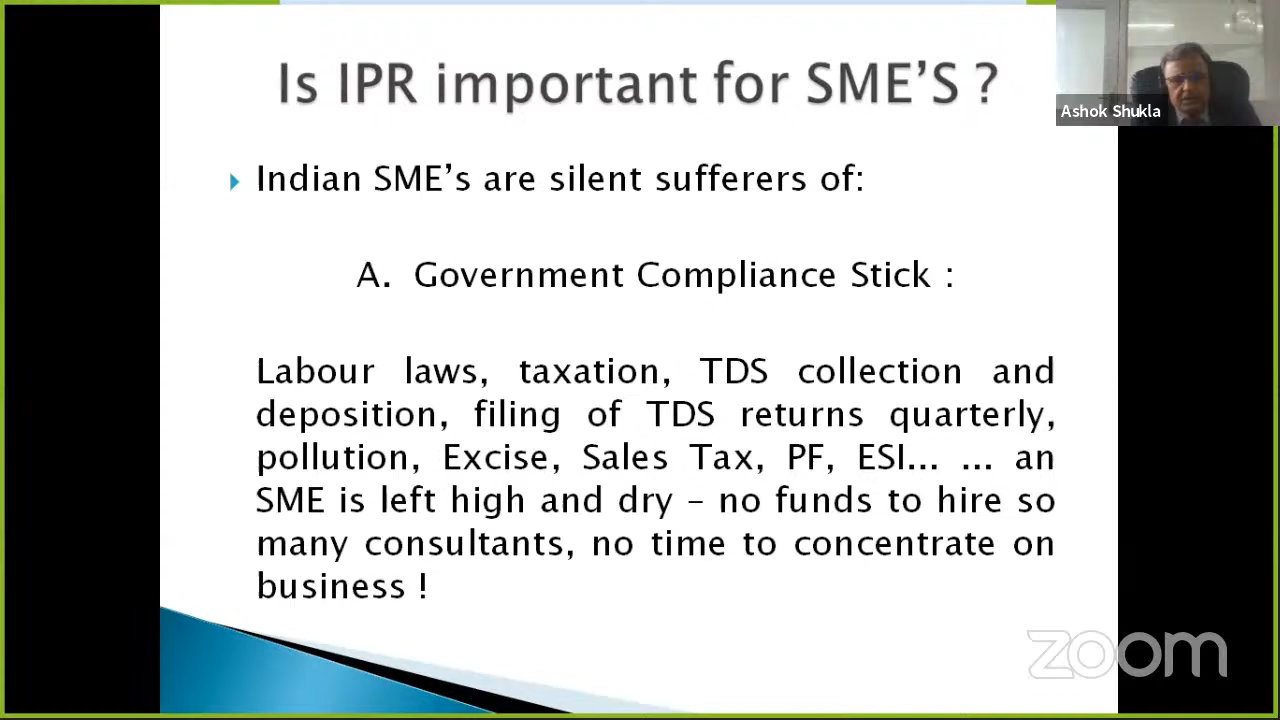 Is IPR important for SME'S ?
Ashok Shukla
Indian SME's are silent sufferers of:
A. Government Compliance Stick :
Labour laws, taxation, TDS collection and
deposition, filing of TDS returns quarterly,
pollution, Excise, Sales Tax, PF, ESI... ... an
SME is left high and dry – no funds to hire so
many consultants, no time to concentrate on
business !
zoom